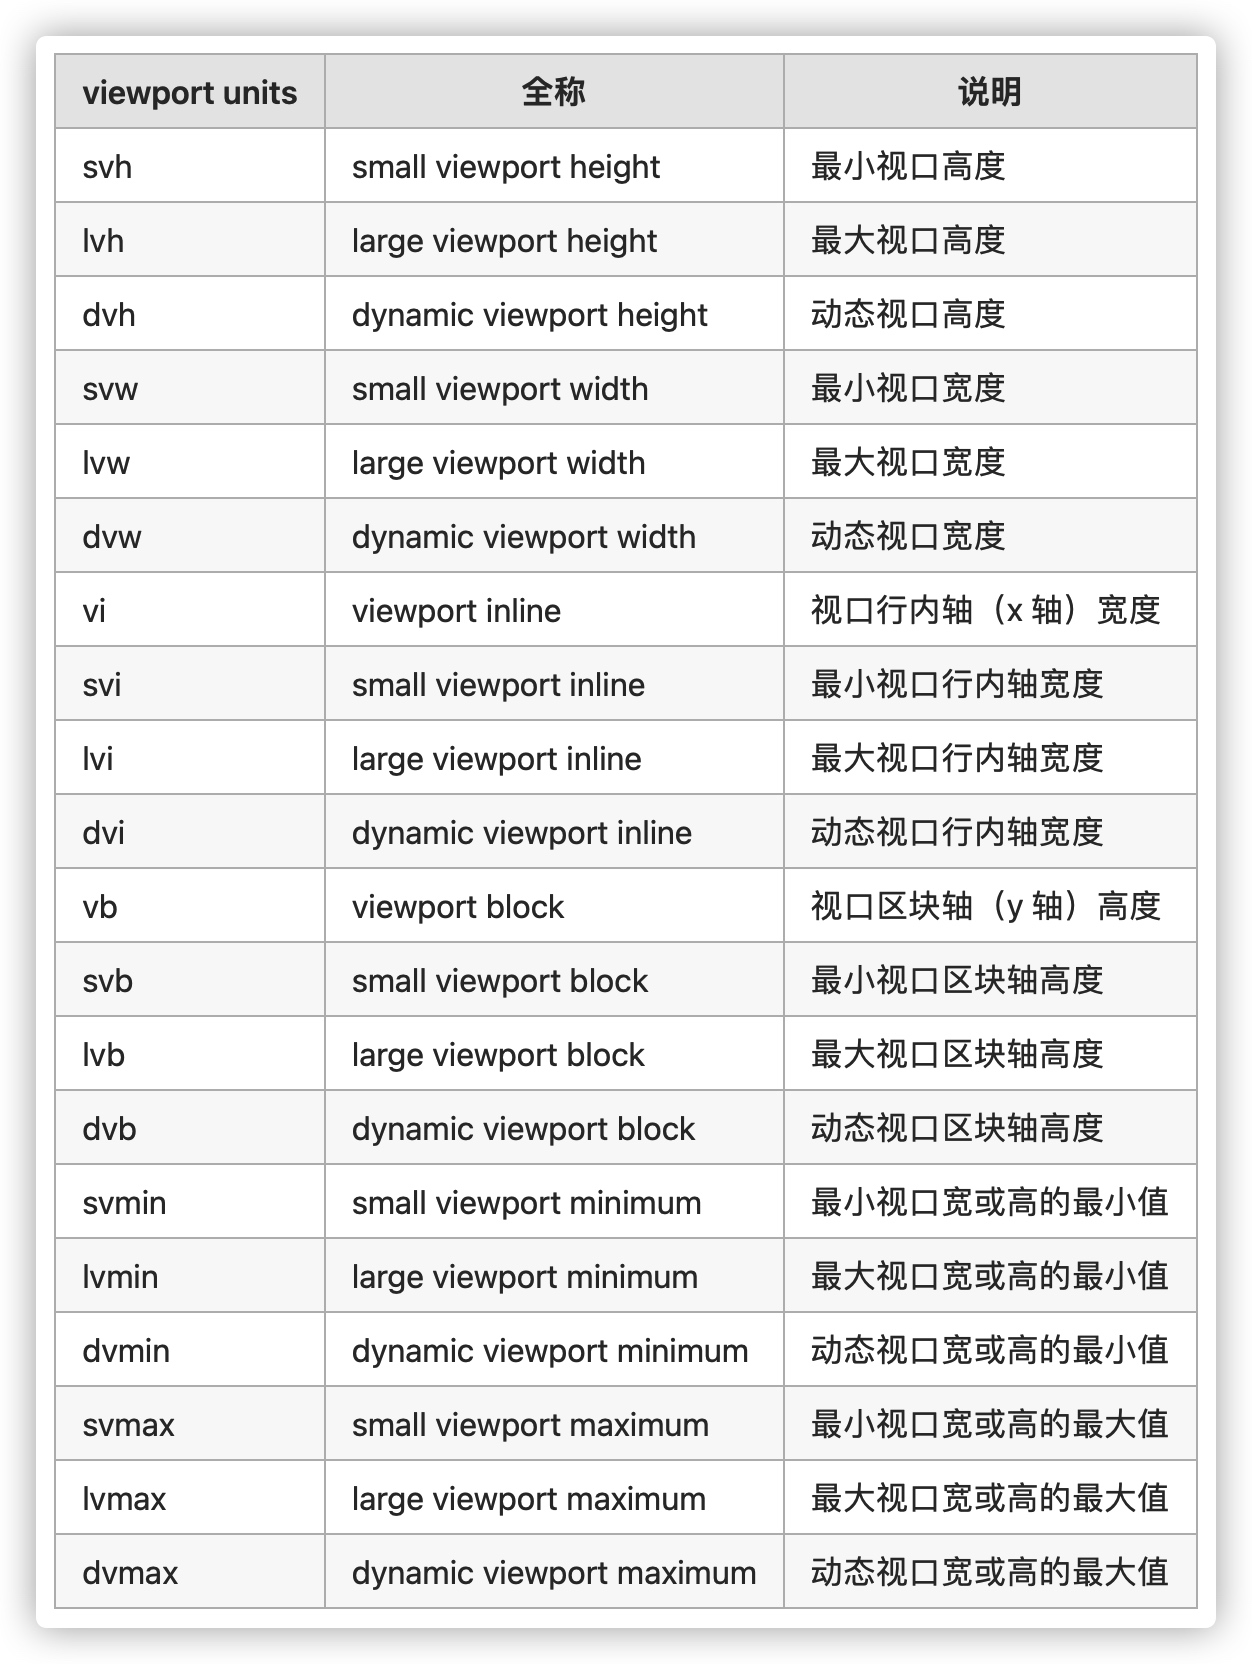 viewport units 全称 说明
svh small viewport height 最小视口高度
lvh large viewport height 最大视口高度
dvh dynamic viewport height 动态视口高度
svw small viewport width 最小视口宽度
lvw large viewport width 最大视口宽度
dvw dynamic viewport width 动态视口宽度
vi viewport inline 视口行内轴（x 轴）宽度
svi small viewport inline 最小视口行内轴宽度
lvi large viewport inline 最大视口行内轴宽度
dvi dynamic viewport inline 动态视口行内轴宽度
vb viewport block 视口区块轴（y 轴）高度
svb small viewport block 最小视口区块轴高度
lvb large viewport block 最大视口区块轴高度
dvb dynamic viewport block 动态视口区块轴高度
svmin small viewport minimum 最小视口宽或高的最小值
lvmin large viewport minimum 最大视口宽或高的最小值
dvmin dynamic viewport minimum 动态视口宽或高的最小值
svmax small viewport maximum 最小视口宽或高的最大值
lvmax large viewport maximum 最大视口宽或高的最大值
dvmax dynamic viewport maximum 动态视口宽或高的最大值